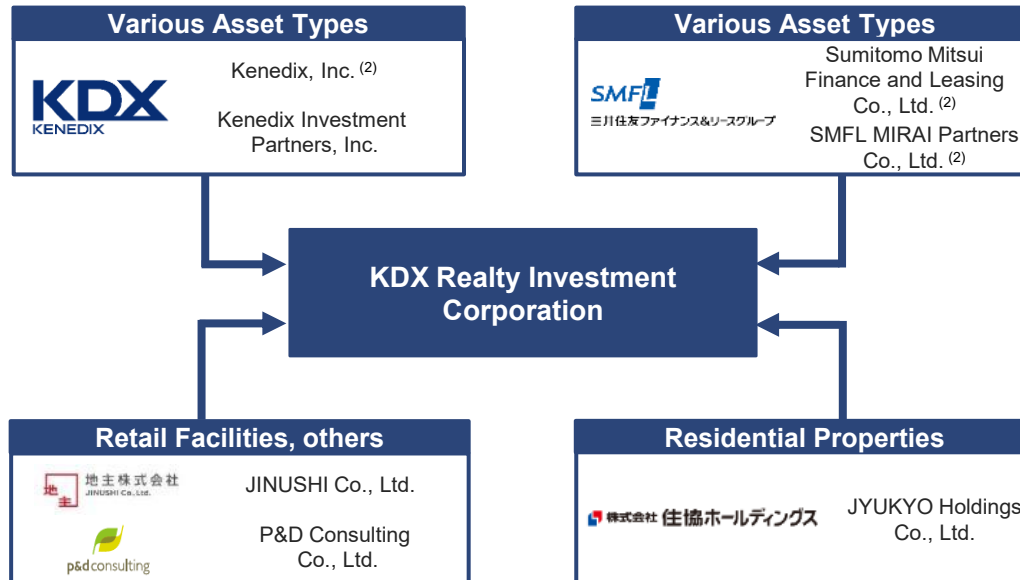 Various Asset Types
KDX
KENEDIX
Kenedix, Inc. (2)
Kenedix Investment
Partners, Inc.
Various Asset Types
SMFL
三井住友ファイナンス&リースグループ
Sumitomo Mitsui
Finance and Leasing
Co., Ltd. (2)
SMFL MIRAI Partners
Co., Ltd. (2)
KDX Realty Investment
Corporation
Retail Facilities, others
地主
地主株式会社
JINUSHI Co., Ltd.
JINUSHI Co., Ltd.
p&d consulting
P&D Consulting
Co., Ltd.
Residential Properties
株式会社 住協ホールディングス
JYUKYO Holdings
Co., Ltd.